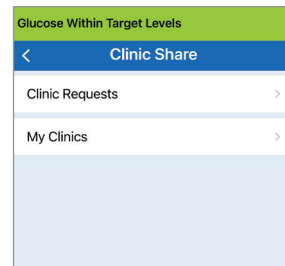 Glucose Within Target Levels
Clinic Share
Clinic Requests
My Clinics